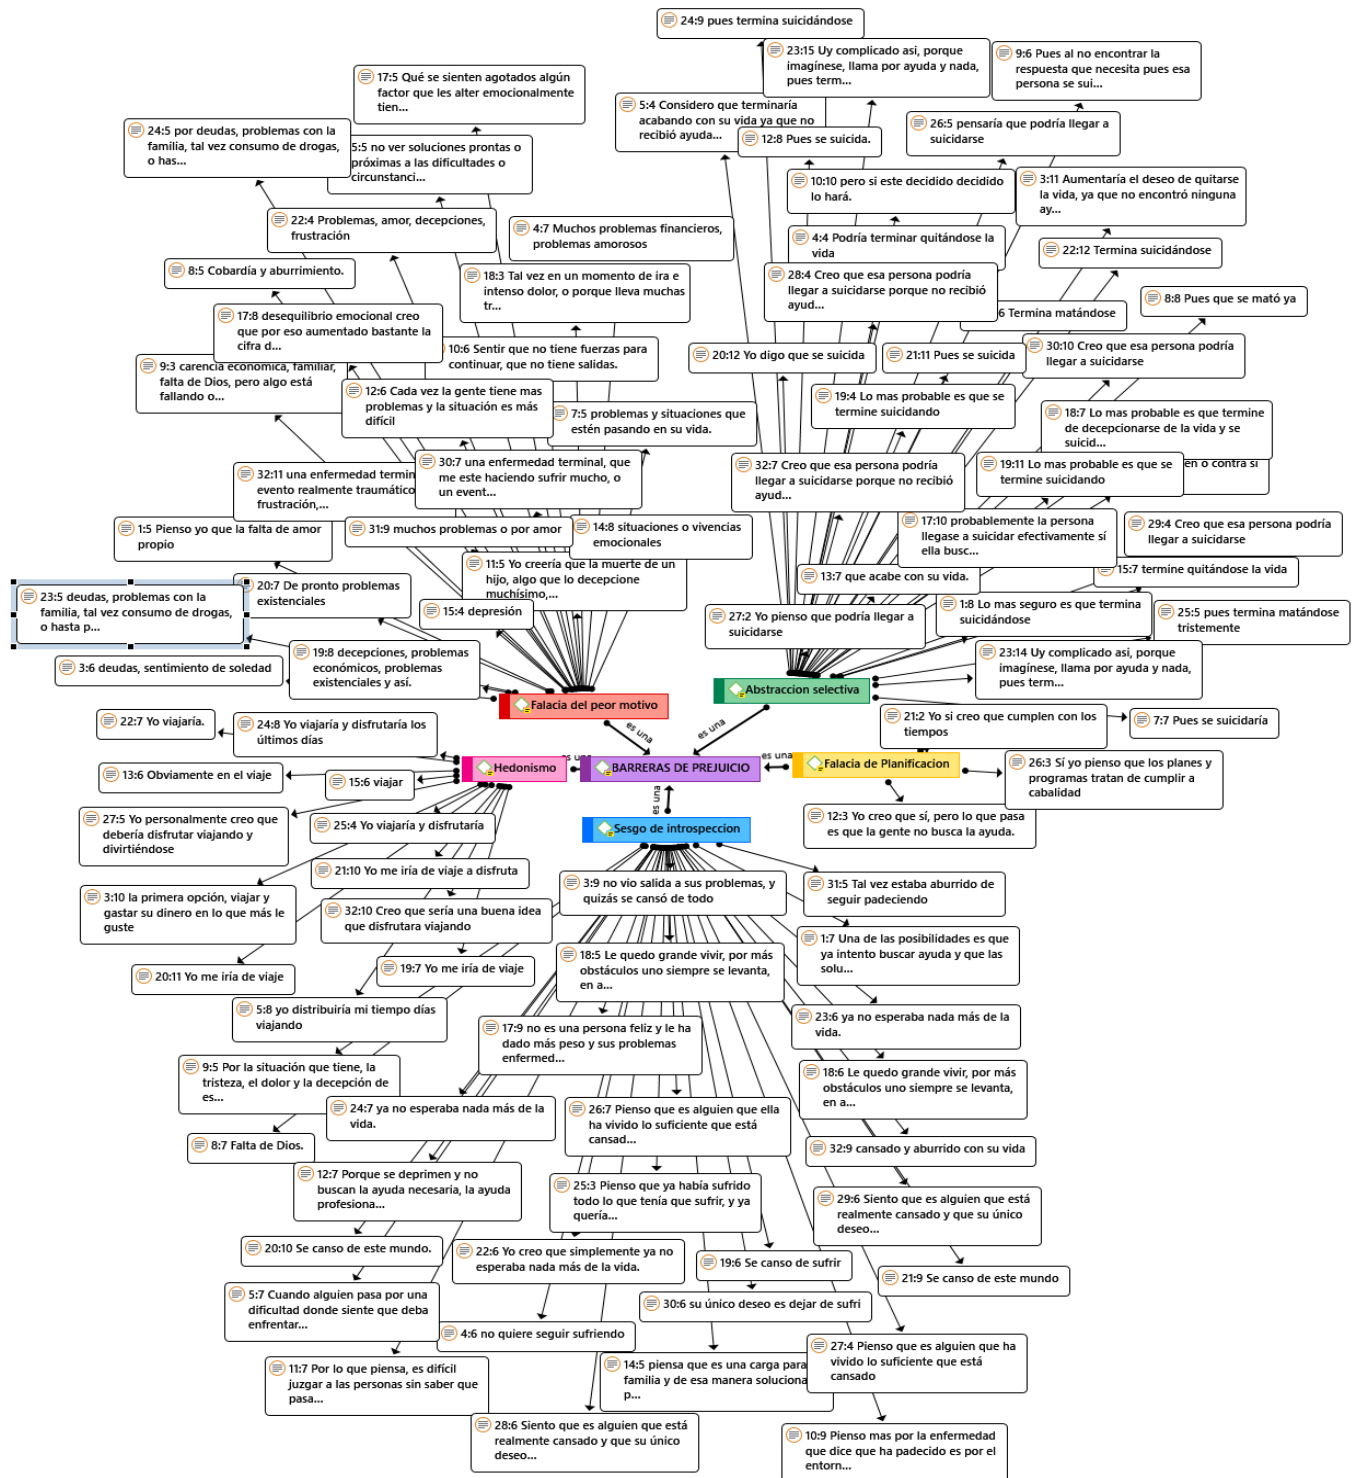 24:9 pues termina suicidándose
23:15 Uy complicado asi, porque
imagínese, llama por ayuda y nada,
pues term...
9:6 Pues al no encontrar la
respuesta que necesita pues esa
persona se sui...
17:5 Qué se sienten agotados algún
factor que les alter emocionalmente
tien...
5:4 Considero que terminaría
acabando con su vida ya que no
recibió ayuda...
12:8 Pues se suicida.
26:5 pensaría que podría llegar a
suicidarse
24:5 por deudas, problemas con la
familia, tal vez consumo de drogas,
o has...
5:5 no ver soluciones prontas o
próximas a las dificultades o
circunstanci...
10:10 pero si este decidido decidido
lo hará.
3:11 Aumentaría el deseo de quitarse
la vida, ya que no encontró ninguna
ay...
22:4 Problemas, amor, decepciones,
frustración
4:7 Muchos problemas financieros,
problemas amorosos
4:4 Podría terminar quitándose la
vida
22:12 Termina suicidándose
8:5 Cobardía y aburrimiento.
18:3 Tal vez en un momento de ira e
intenso dolor, o porque lleva muchas
tr...
28:4 Creo que esa persona podría
llegar a suicidarse porque no recibió
ayud...
8:8 Pues que se mató ya
17:8 desequilibrio emocional creo
que por eso aumentado bastante la
cifra d...
6 Termina matándose
10:6 Sentir que no tiene fuerzas para
continuar, que no tiene salidas.
20:12 Yo digo que se suicida
21:11 Pues se suicida
30:10 Creo que esa persona podría
llegar a suicidarse
9:3 carencia económica, familiar,
falta de Dios, pero algo está
fallando o...
12:6 Cada vez la gente tiene mas
problemas y la situación es más
difícil
19:4 Lo mas probable es que se
termine suicidando
7:5 problemas y situaciones que
estén pasando en su vida.
18:7 Lo mas probable es que termine
de decepcionarse de la vida y se
suicid...
30:7 una enfermedad terminal, que
me este haciendo sufrir mucho, o
un event...
32:7 Creo que esa persona podría
llegar a suicidarse porque no recibió
ayud...
19:11 Lo mas probable es que se
termine suicidando
en o contra si
32:11 una enfermedad termin
evento realmente traumático
frustración,...
1:5 Pienso yo que la falta de amor
propio
31:9 muchos problemas o por amor
14:8 situaciones o vivencias
emocionales
17:10 probablemente la persona
llegase a suicidar efectivamente sí
ella busc...
29:4 Creo que esa persona podría
llegar a suicidarse
11:5 Yo creería que la muerte de un
hijo, algo que lo decepcione
muchísimo,...
13:7 que acabe con su vida.
15:7 termine quitándose la vida
23:5 deudas, problemas con la
familia, tal vez consumo de drogas,
o hasta p...
20:7 De pronto problemas
existenciales
15:4 depresión
27:2 Yo pienso que podría llegar a
suicidarse
1:8 Lo mas seguro es que termina
suicidándose
25:5 pues termina matándose
tristemente
3:6 deudas, sentimiento de soledad
19:8 decepciones, problemas
económicos, problemas
existenciales y así.
23:14 Uy complicado asi, porque
imagínese, llama por ayuda y nada,
pues term...
Falacia del peor motivo
Abstraccion selectiva
22:7 Yo viajaría.
24:8 Yo viajaría y disfrutaría los
últimos días
es una
es una
21:2 Yo si creo que cumplen con los
tiempos
7:7 Pues se suicidaría
13:6 Obviamente en el viaje
15:6 viajar
Hedonismo
es una
BARRERAS DE PREJUICIO
es una
Falacia de Planificacion
26:3 Sí yo pienso que los planes y
programas tratan de cumplir a
cabalidad
27:5 Yo personalmente creo que
debería disfrutar viajando y
divirtiéndose
25:4 Yo viajaría y disfrutaría
es una
Sesgo de introspeccion
12:3 Yo creo que sí, pero lo que pasa
es que la gente no busca la ayuda.
21:10 Yo me iría de viaje a disfruta
3:10 la primera opción, viajar y
gastar su dinero en lo que más le
guste
32:10 Creo que sería una buena idea
que disfrutara viajando
3:9 no vio salida a sus problemas, y
quizás se cansó de todo
31:5 Tal vez estaba aburrido de
seguir padeciendo
20:11 Yo me iría de viaje
19:7 Yo me iría de viaje
18:5 Le quedo grande vivir, por más
obstáculos uno siempre se levanta,
en a...
1:7 Una de las posibilidades es que
ya intento buscar ayuda y que las
solu...
5:8 yo distribuiría mi tiempo días
viajando
17:9 no es una persona feliz y le ha
dado más peso y sus problemas
enfermed...
23:6 ya no esperaba nada más de la
vida.
9:5 Por la situación que tiene, la
tristeza, el dolor y la decepción de
es...
18:6 Le quedo grande vivir, por más
obstáculos uno siempre se levanta,
en a...
24:7 ya no esperaba nada más de la
vida.
26:7 Pienso que es alguien que ella
ha vivido lo suficiente que está
cansad...
8:7 Falta de Dios.
32:9 cansado y aburrido con su vida
12:7 Porque se deprimen y no
buscan la ayuda necesaria, la ayuda
profesiona...
25:3 Pienso que ya había sufrido
todo lo que tenía que sufrir, y ya
quería...
29:6 Siento que es alguien que está
realmente cansado y que su único
deseo...
20:10 Se canso de este mundo.
22:6 Yo creo que simplemente ya no
esperaba nada más de la vida.
19:6 Se canso de sufrir
21:9 Se canso de este mundo
5:7 Cuando alguien pasa por una
dificultad donde siente que deba
enfrentar...
30:6 su único deseo es dejar de sufri
4:6 no quiere seguir sufriendo
27:4 Pienso que es alguien que ha
vivido lo suficiente que está
cansado
11:7 Por lo que piensa, es difícil
juzgar a las personas sin saber que
pasa...
14:5 piensa que es una carga para
familia y de esa manera soluciona
p...
28:6 Siento que es alguien que está
realmente cansado y que su único
deseo...
10:9 Pienso mas por la enfermedad
que dice que ha padecido es por el
entorn...